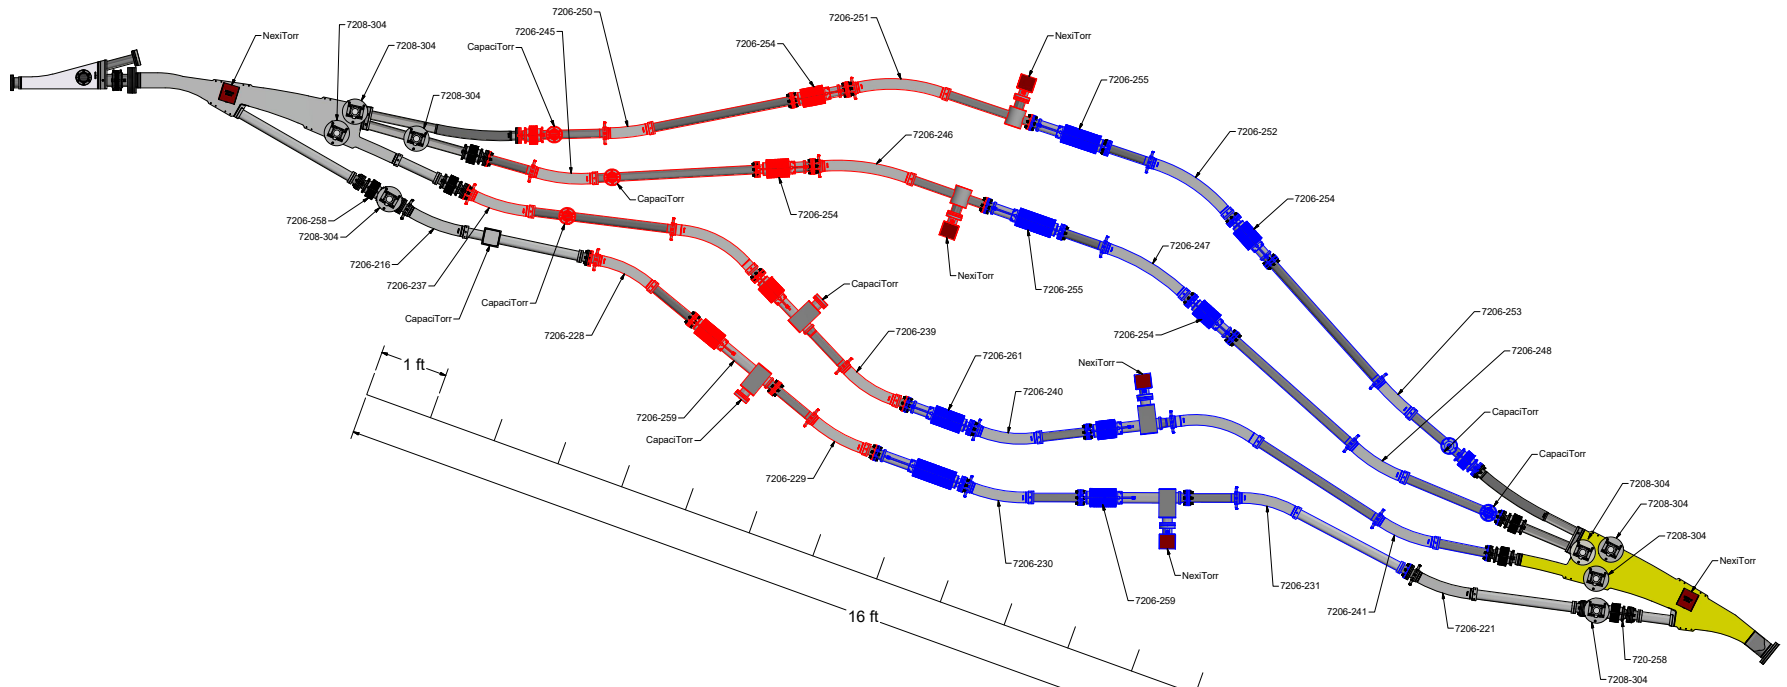 7206-250
7206-251
7208-304
7206-245
NexiTorr
NexiTorr
7206-254
7208-304
CapaciTorr
7206-255
7208-304
7206-252
7206-246
7206-254
CapaciTorr
7206-254
7206-258
7208-304
7206-247
7206-216
NexiTorr
CapaciTorr
7206-237
7206-255
CapaciTorr
7206-253
CapaciTorr
7206-228
7206-239
7206-254
7206-248
1 ft
7206-261
NexiTorr
7206-240
7206-259
CapaciTorr
CapaciTorr
CapaciTorr
7206-229
7208-304
7208-304
7208-304
7206-230
NexiTorr
NexiTorr
7206-231
7206-259
7206-241
16 ft
7206-221
720-258
7208-304